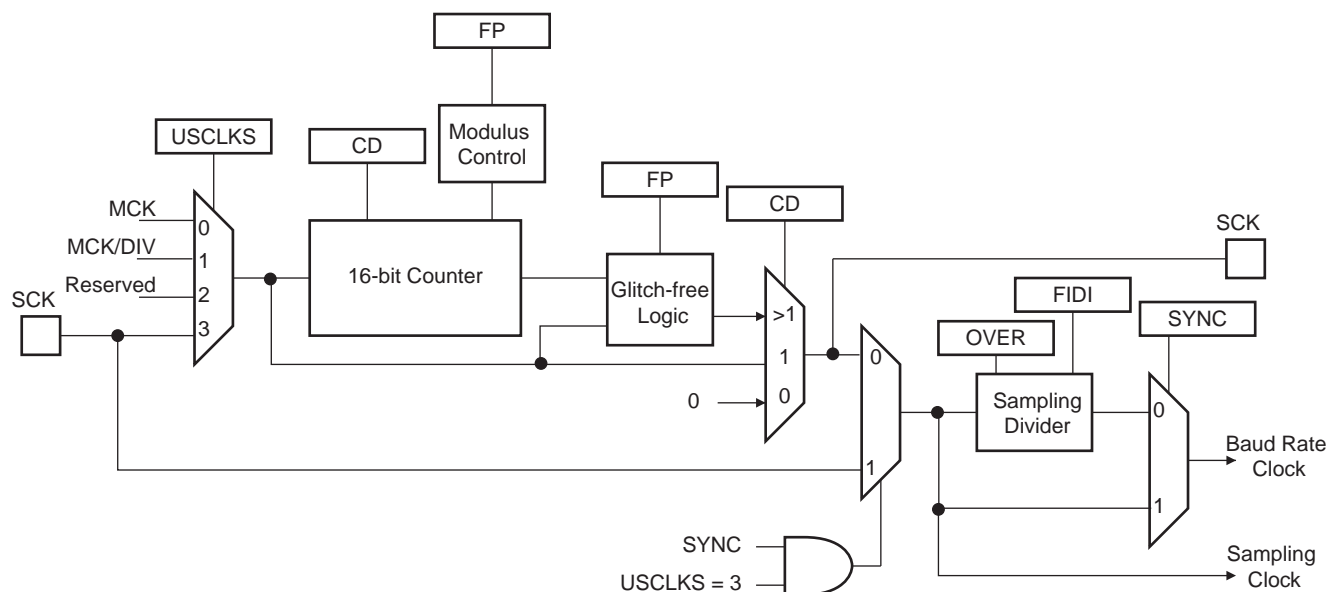 FP
USCLKS
CD
Modulus
Control
FP
CD
MCK
0
MCK/DIV
1
Reserved
2
SCK
3
16-bit Counter
Glitch-free
Logic
>1
1
0
0
SCK
FIDI
OVER
SYNC
0
1
Sampling
Divider
0
1
Baud Rate
Clock
SYNC
USCLKS = 3
Sampling
Clock